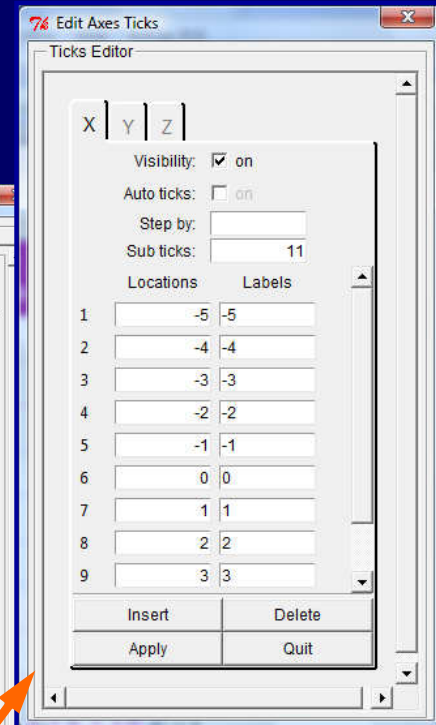 Edit Axes Ticks
Ticks Editor
X Y Z
Visibility: on
Auto ticks: on
Step by:
Sub ticks: 11
Locations Labels
1 -5 -5
2 -4 -4
3 -3 -3
4 -2 -2
5 -1 -1
6 0 0
7 1 1
8 2 2
9 3 3
Insert Delete
Apply Quit